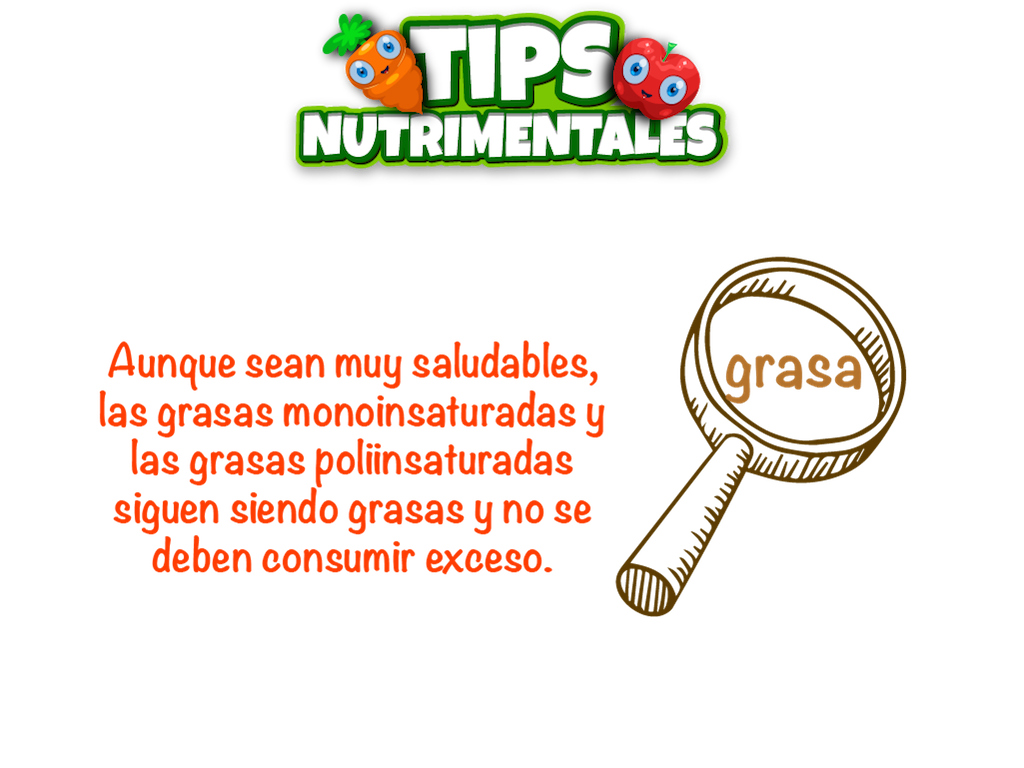 TIPS
NUTRIMENTALES
Aunque sean muy saludables,
las grasas monoinsaturadas y
las grasas poliinsaturadas
siguen siendo grasas y no se
deben consumir exceso.
grasa